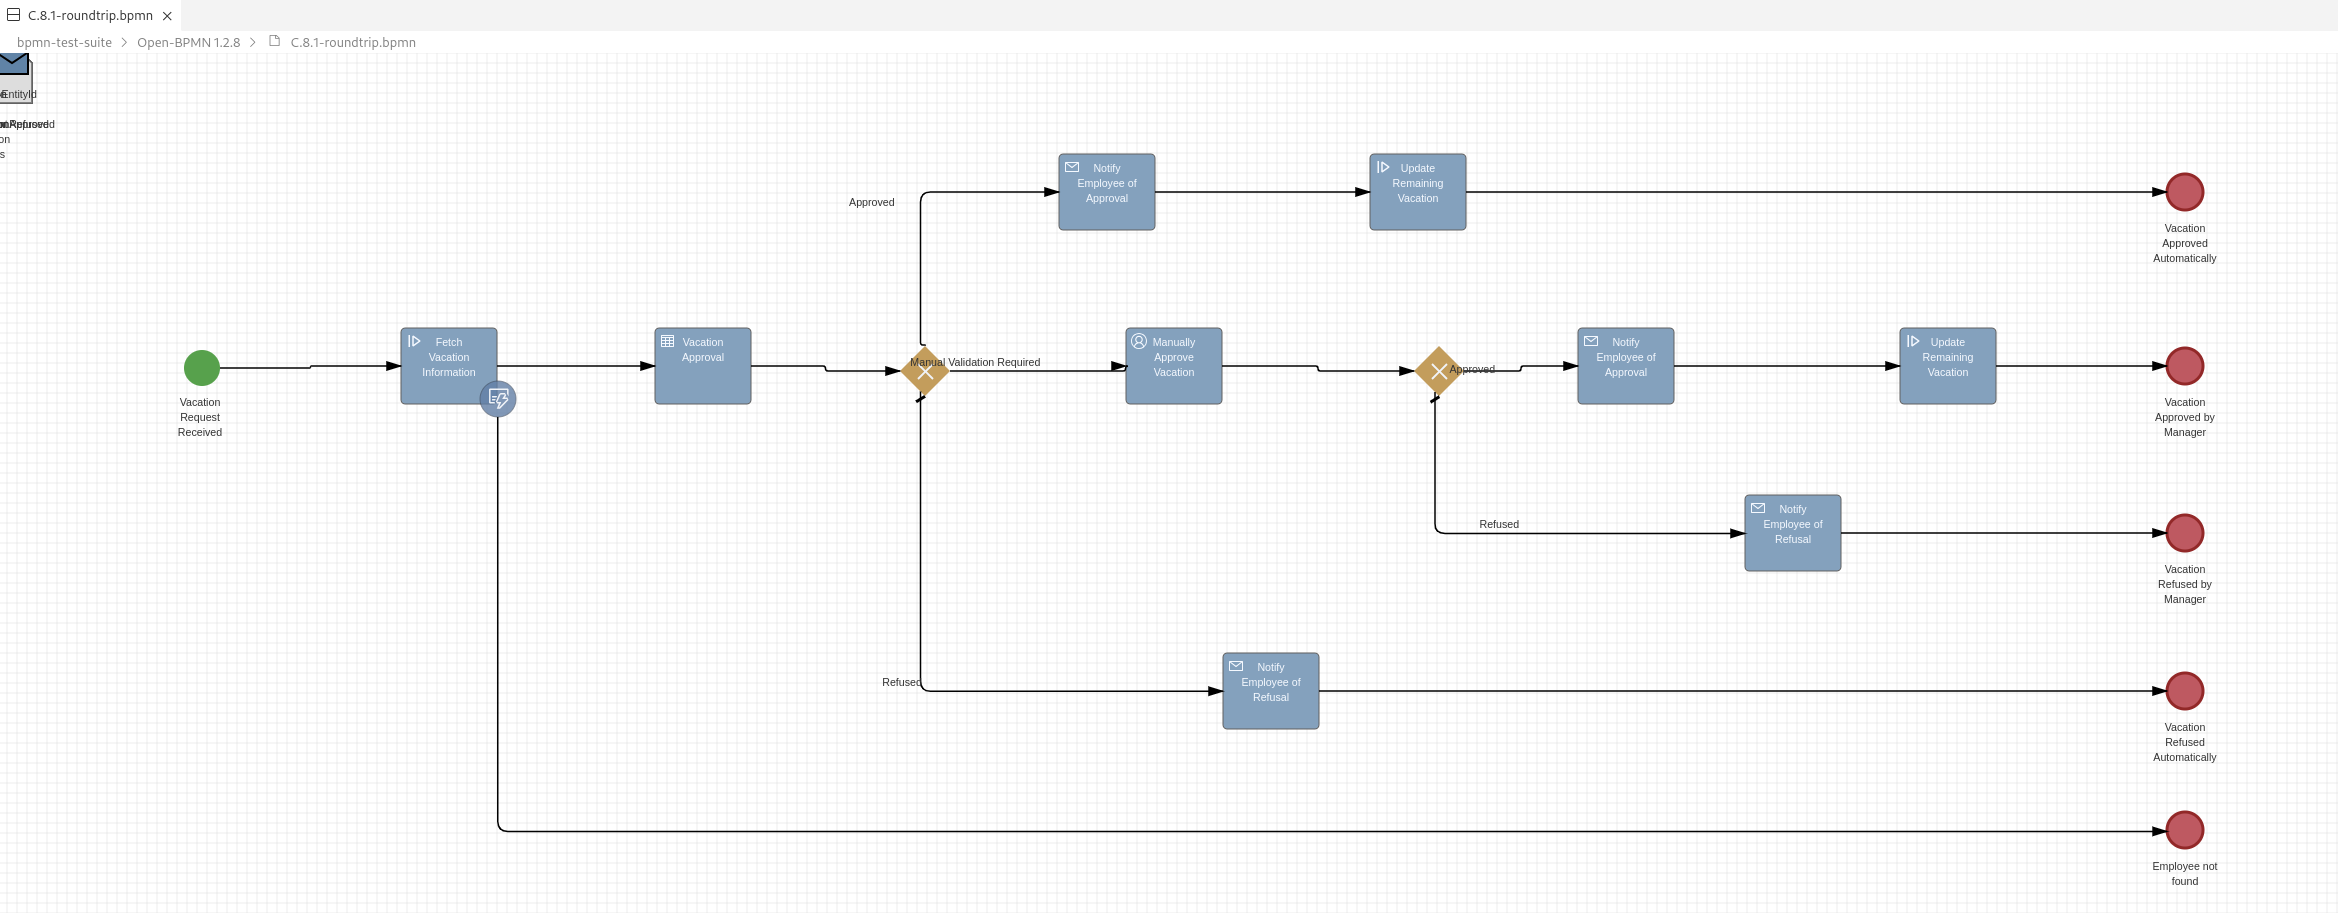 C.8.1-roundtrip.bpmn
bpmn-test-suite
Open-BPMN 1.2.8
C.8.1-roundtrip.bpmn
EntityId
on
s
Notify
Employee of
Approval
Update
Remaining
Vacation
Approved
Vacation
Approved
Automatically
Fetch
Vacation
Information
Vacation
Approval
Manual Validation Required
Manually
Approve
Vacation
Approved
Notify
Employee of
Approval
Update
Remaining
Vacation
Vacation
Request
Received
Vacation
Approved by
Manager
Refused
Notify
Employee of
Refusal
Vacation
Refused by
Manager
Refused
Notify
Employee of
Refusal
Vacation
Refused
Automatically
Employee not
found